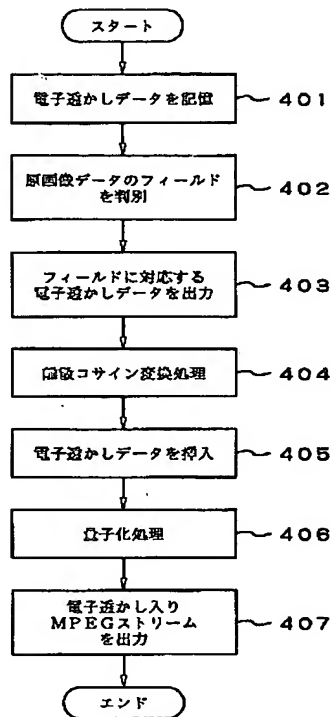 スタート
電子透かしデータを記憶
401
原画像データのフィールド
を判別
402
フィールドに対応する
電子透かしデータを出力
403
離散コサイン変換処理
404
電子透かしデータを挿入
405
量子化処理
406
電子透かし入り
MPEGストリーム
を出力
407
エンド